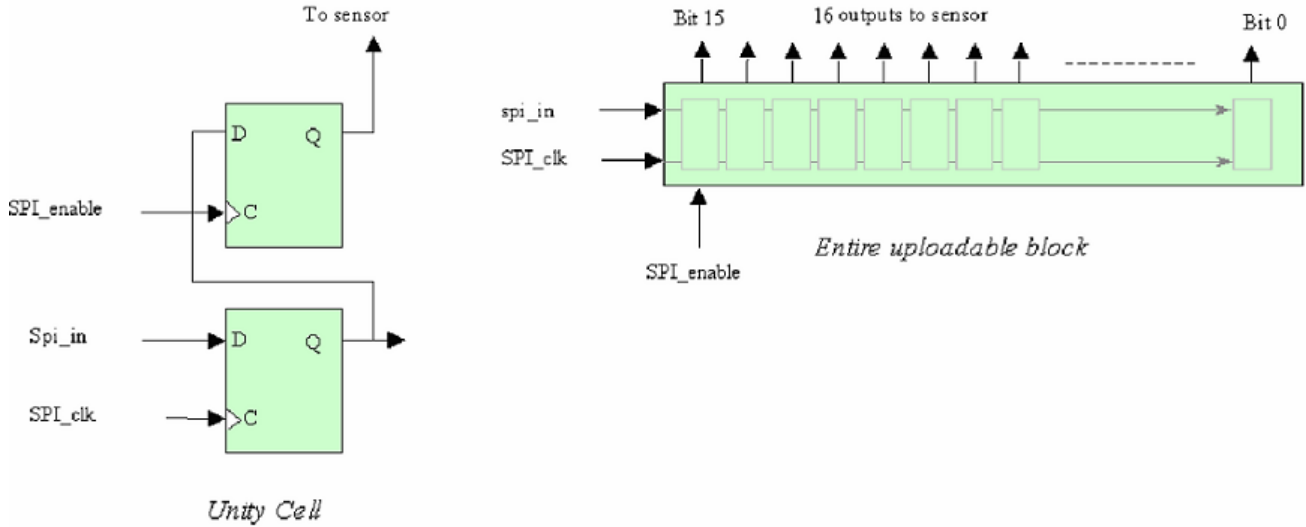 To sensor
D Q
SPI_enable
C
Spi_in
D Q
SPI_clk
C
Unity Cell
Bit 15 16 outputs to sensor Bit 0
spi_in
SPI_clk
SPI_enable
Entire uploadable block